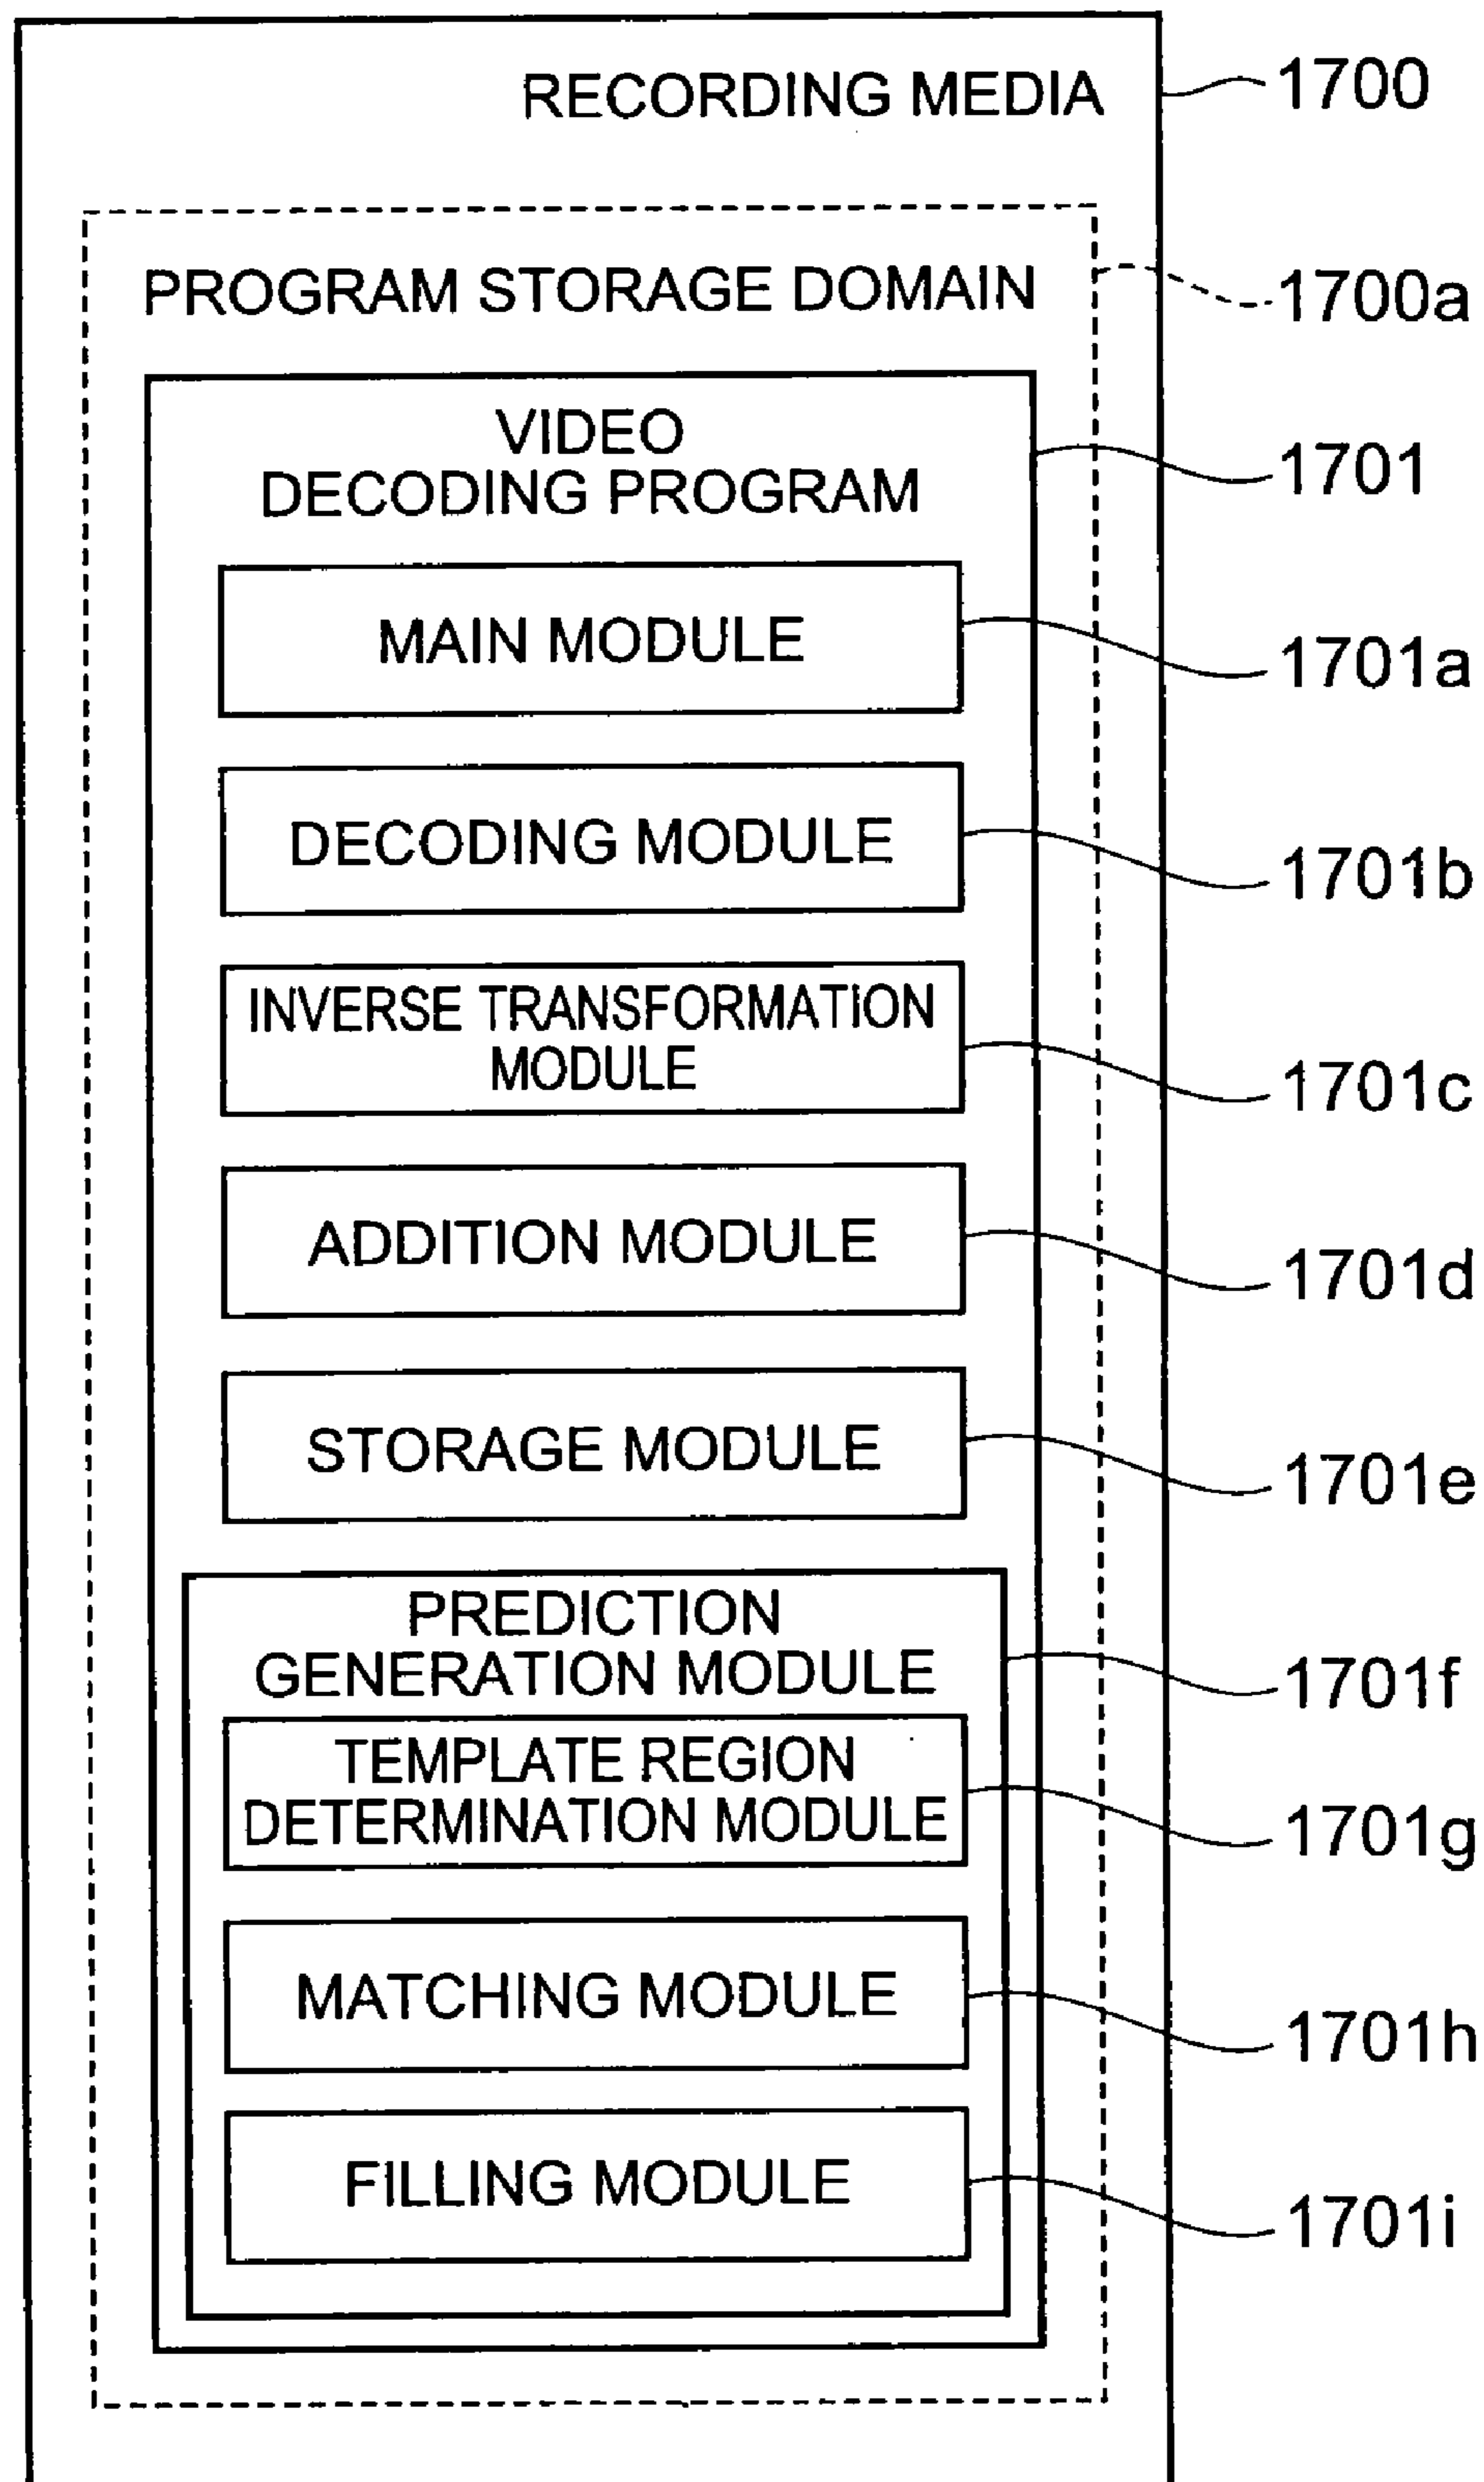 RECORDING MEDIA
1700
PROGRAM STORAGE DOMAIN
1700a
VIDEO
DECODING PROGRAM
1701
MAIN MODULE
1701a
DECODING MODULE
1701b
INVERSE TRANSFORMATION
MODULE
1701c
ADDITION MODULE
1701d
STORAGE MODULE
1701e
PREDICTION
GENERATION MODULE
1701f
TEMPLATE REGION
DETERMINATION MODULE
1701g
MATCHING MODULE
1701h
FILLING MODULE
1701i